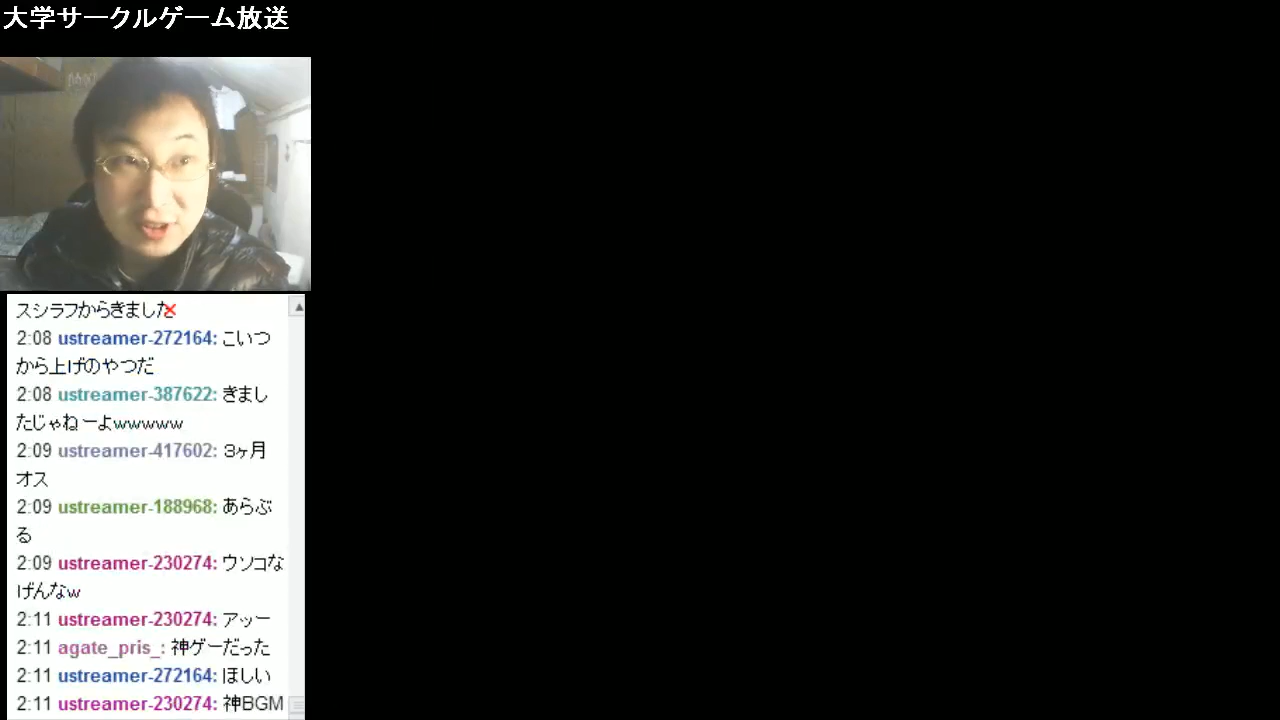 大学サークルゲーム放送
スシラフからきました
2:08 ustreamer-272164: こいつ
から上げのやつだ
2:08 ustreamer-387622: きまし
たじゃねーよwwwww
2:09 ustreamer-417602: 3ヶ月
オス
2:09 ustreamer-188968: あらぶ
る
2:09 ustreamer-230274: ウソコな
げんなw
2:11 ustreamer-230274: アッー
2:11 agate_pris_: 神ゲーだった
2:11 ustreamer-272164: ほしい
2:11 ustreamer-230274: 神BGM